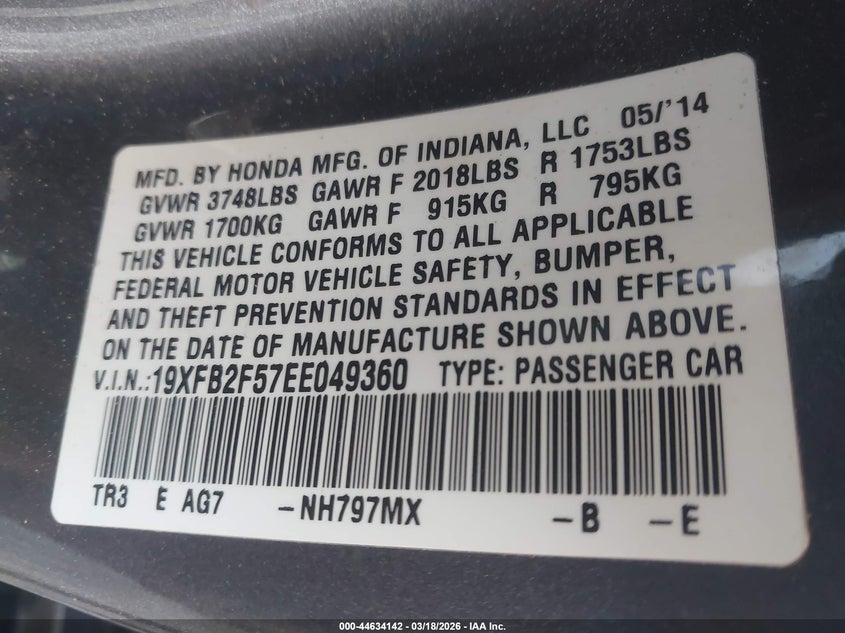 MFD. BY HONDA MFG. OF INDIANA, LLC 05/'14
GVWR 3748LBS GAWR F 2018LBS R 1753LBS
GVWR 1700KG GAWR F 915KG R 795KG
THIS VEHICLE CONFORMS TO ALL APPLICABLE
FEDERAL MOTOR VEHICLE SAFETY, BUMPER,
AND THEFT PREVENTION STANDARDS IN EFFECT
ON THE DATE OF MANUFACTURE SHOWN ABOVE.
V.I.N.:19XFB2F57EE049360 TYPE: PASSENGER CAR
TR3 E AG7 -NH797MX -B -E
000-44634142 - 03/18/2026 - IAA Inc.